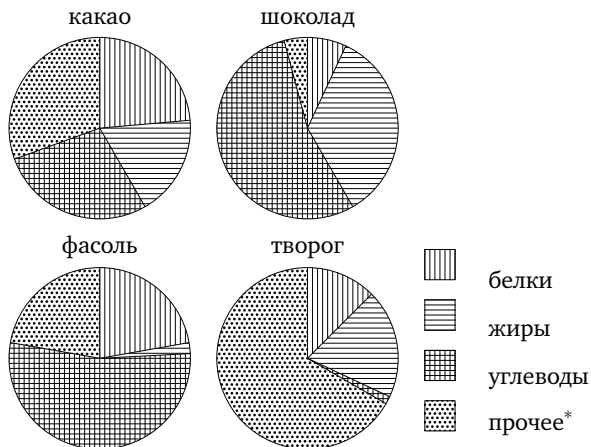 какао
шоколад
фасоль
творог
белки
жиры
углеводы
прочее*